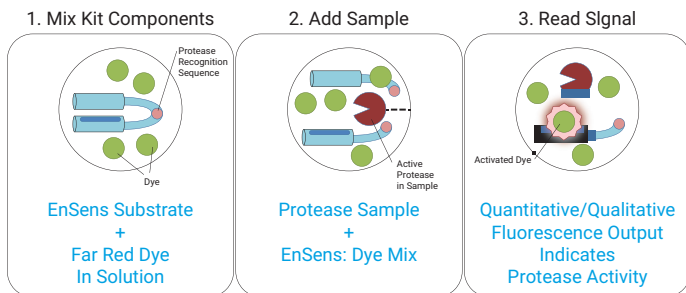 1. Mix Kit Components
Protease
Recognition
Sequence
Dye
EnSens Substrate
+
Far Red Dye
In Solution
2. Add Sample
Active
Protease
in Sample
Protease Sample
+
EnSens: Dye Mix
3. Read SIgnal
Activated Dye
Quantitative/Qualitative
Fluorescence Output
Indicates
Protease Activity